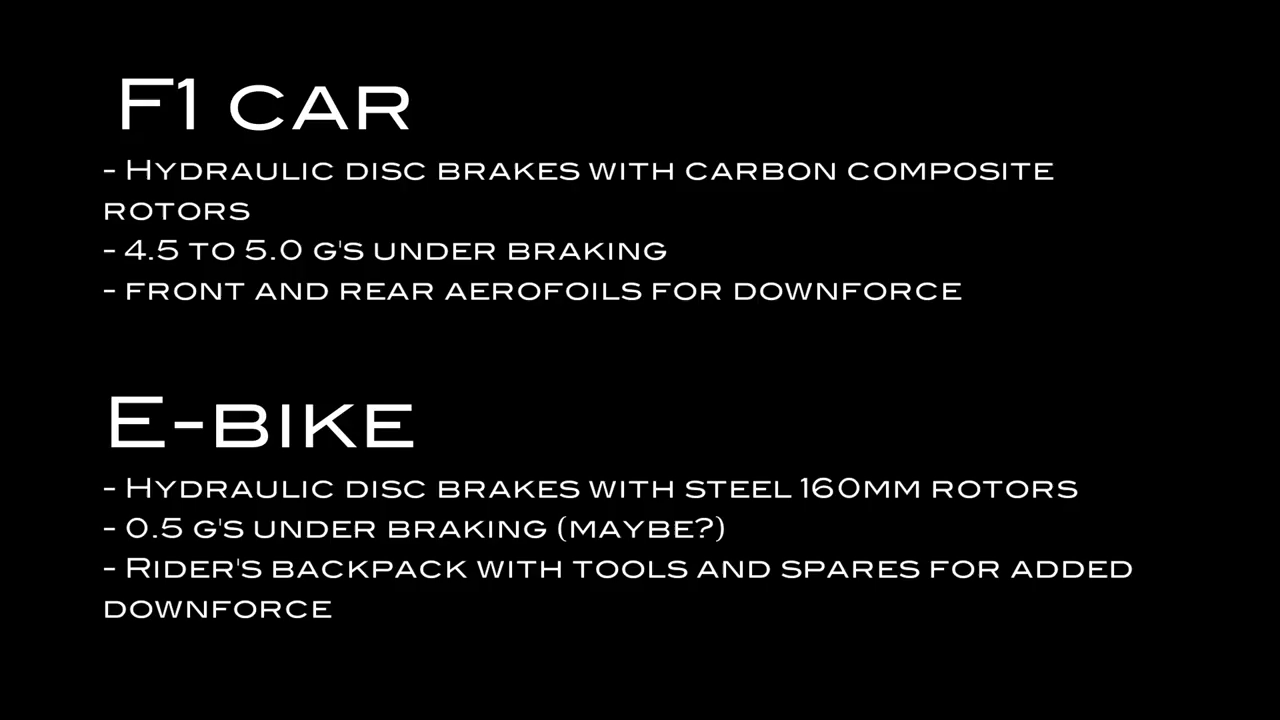 F1 car
- Hydraulic disc brakes with carbon composite
rotors
- 4.5 to 5.0 g's under braking
- front and rear aerofoils for downforce
E-bike
- Hydraulic disc brakes with steel 160mm rotors
- 0.5 g's under braking (maybe?)
- Rider's backpack with tools and spares for added
downforce